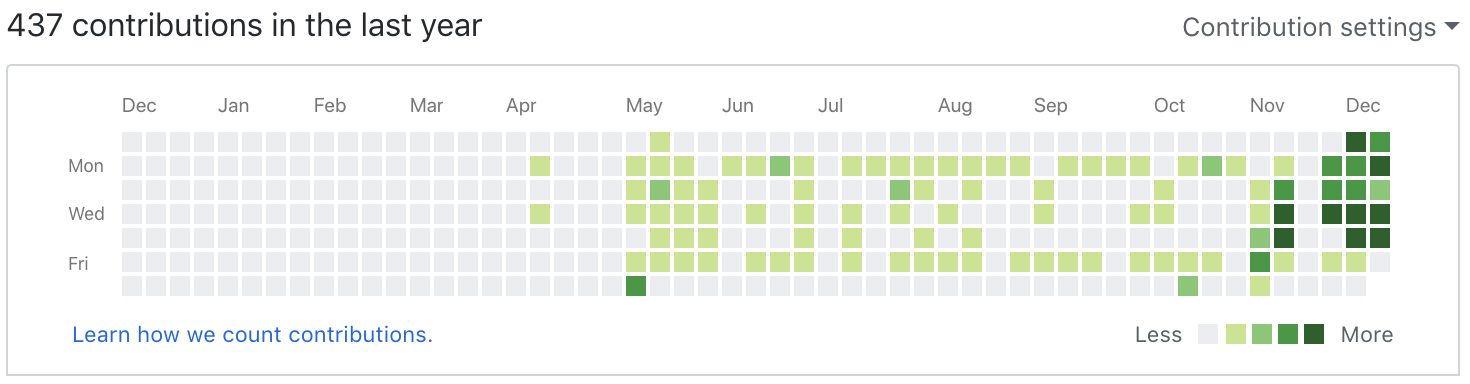 437 contributions in the last year
Contribution settings
Dec Jan Feb Mar Apr May Jun Jul Aug Sep Oct Nov Dec
Mon
Wed
Fri
Learn how we count contributions.
Less More